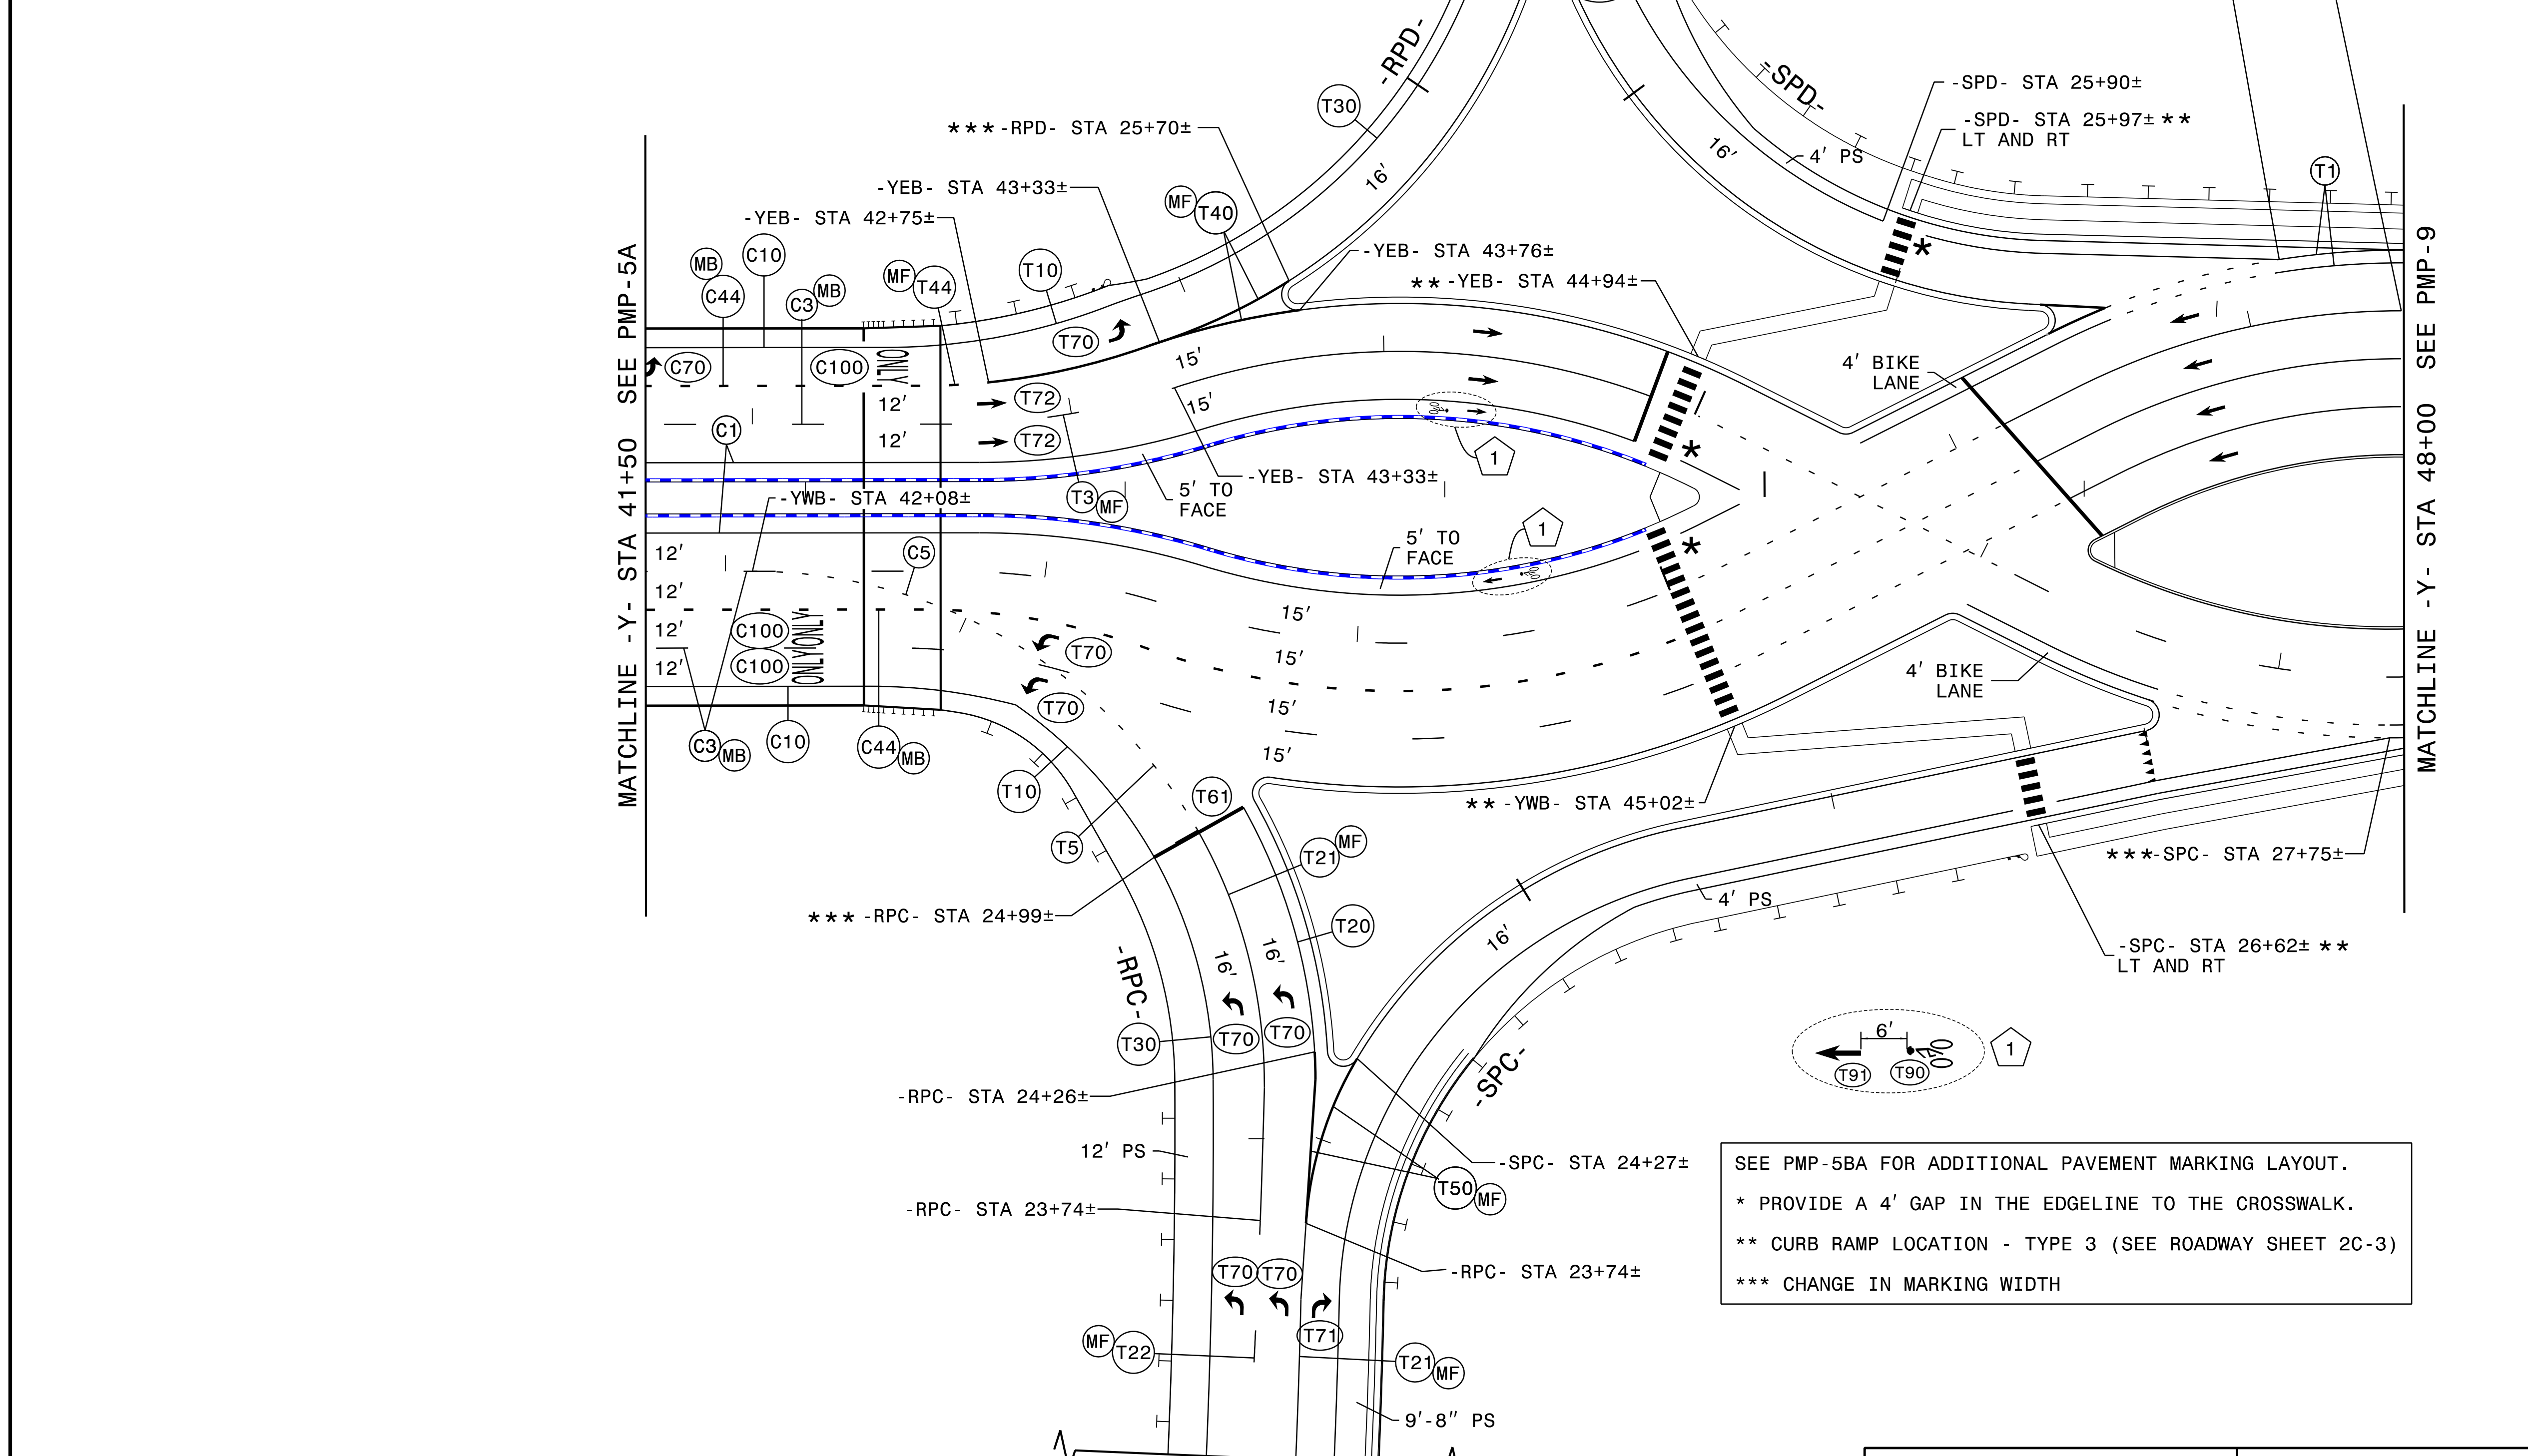 -RPD-
-SPD-
-SPD- STA 25+90±
T30
-SPD- STA 25+97± **
LT AND RT
*** -RPD- STA 25+70±
16'
4' PS
16'
T1
-YEB- STA 43+33±
MF
T40
-YEB- STA 42+75±
-YEB- STA 43+76±
** -YEB- STA 44+94±
*
MB
C10
C44
C3
MB
MF
T44
T10
T70
C70
C100
ONLY
15'
4' BIKE
LANE
12'
T72
15'
12'
T72
C1
1
*
-YEB- STA 43+33±
5' TO
FACE
T3
MF
-YWB- STA 42+08±
MATCHLINE -Y- STA 41+50 SEE PMP-5A
MATCHLINE -Y- STA 48+00 SEE PMP-9
1
5' TO
FACE
*
12'
C5
12'
15'
12'
C100
ONLY
T70
15'
12'
C100
ONLY
4' BIKE
LANE
T70
15'
C3
MB
C10
C44
MB
15'
T10
T61
** -YWB- STA 45+02±
T5
T21
MF
***-SPC- STA 27+75±
4' PS
*** -RPC- STA 24+99±
T20
16'
16'
16'
-SPC- STA 26+62± **
LT AND RT
-RPC-
T30
T70
T70
6'
T91
T90
1
-SPC-
-RPC- STA 24+26±
12' PS
-SPC- STA 24+27±
T50
MF
-RPC- STA 23+74±
T70
T70
-RPC- STA 23+74±
T71
MF
T22
T21
MF
9'-8" PS
SEE PMP-5BA FOR ADDITIONAL PAVEMENT MARKING LAYOUT.
* PROVIDE A 4' GAP IN THE EDGELINE TO THE CROSSWALK.
** CURB RAMP LOCATION - TYPE 3 (SEE ROADWAY SHEET 2C-3)
*** CHANGE IN MARKING WIDTH